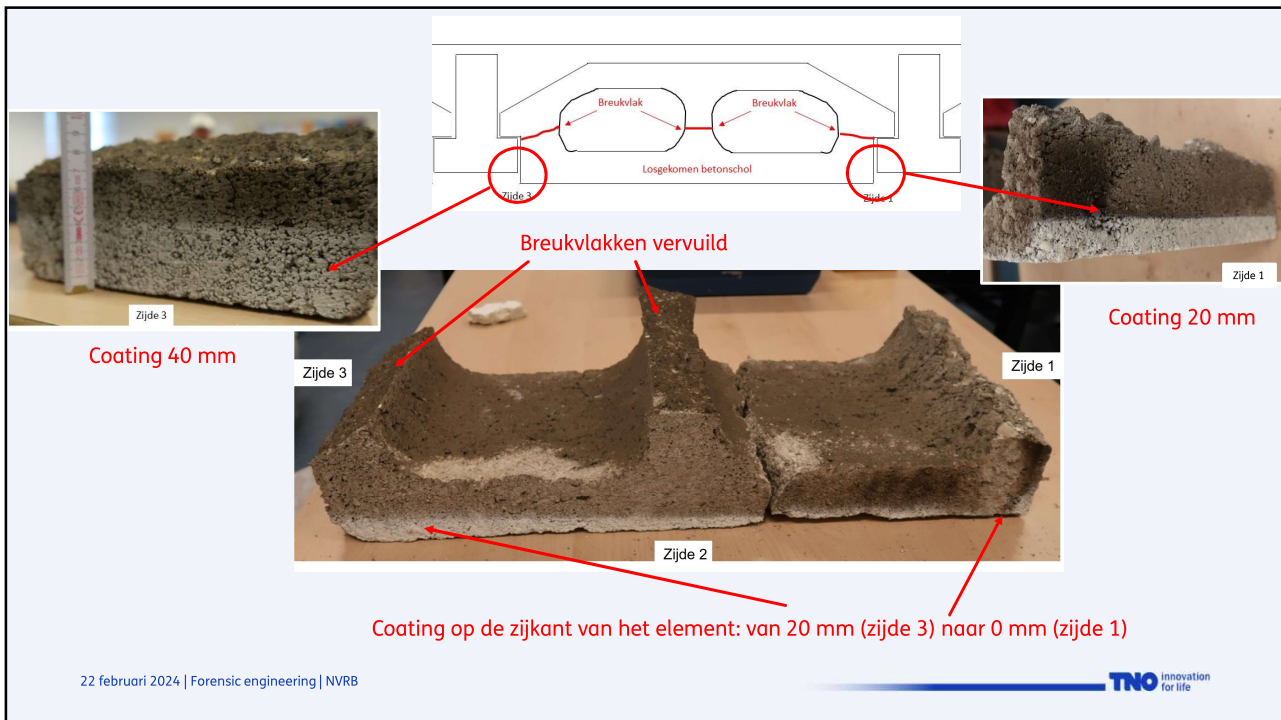 Breukvlak
Breukvlak
Losgekomen betonschol
Zijde 3
Zijde 1
Breukvlakken vervuild
Zijde 3
Coating 40 mm
Zijde 1
Coating 20 mm
Zijde 3
Zijde 1
Zijde 2
Coating op de zijkant van het element: van 20 mm (zijde 3) naar 0 mm (zijde 1)
22 februari 2024 | Forensic engineering | NVRB
TNO innovation
for life